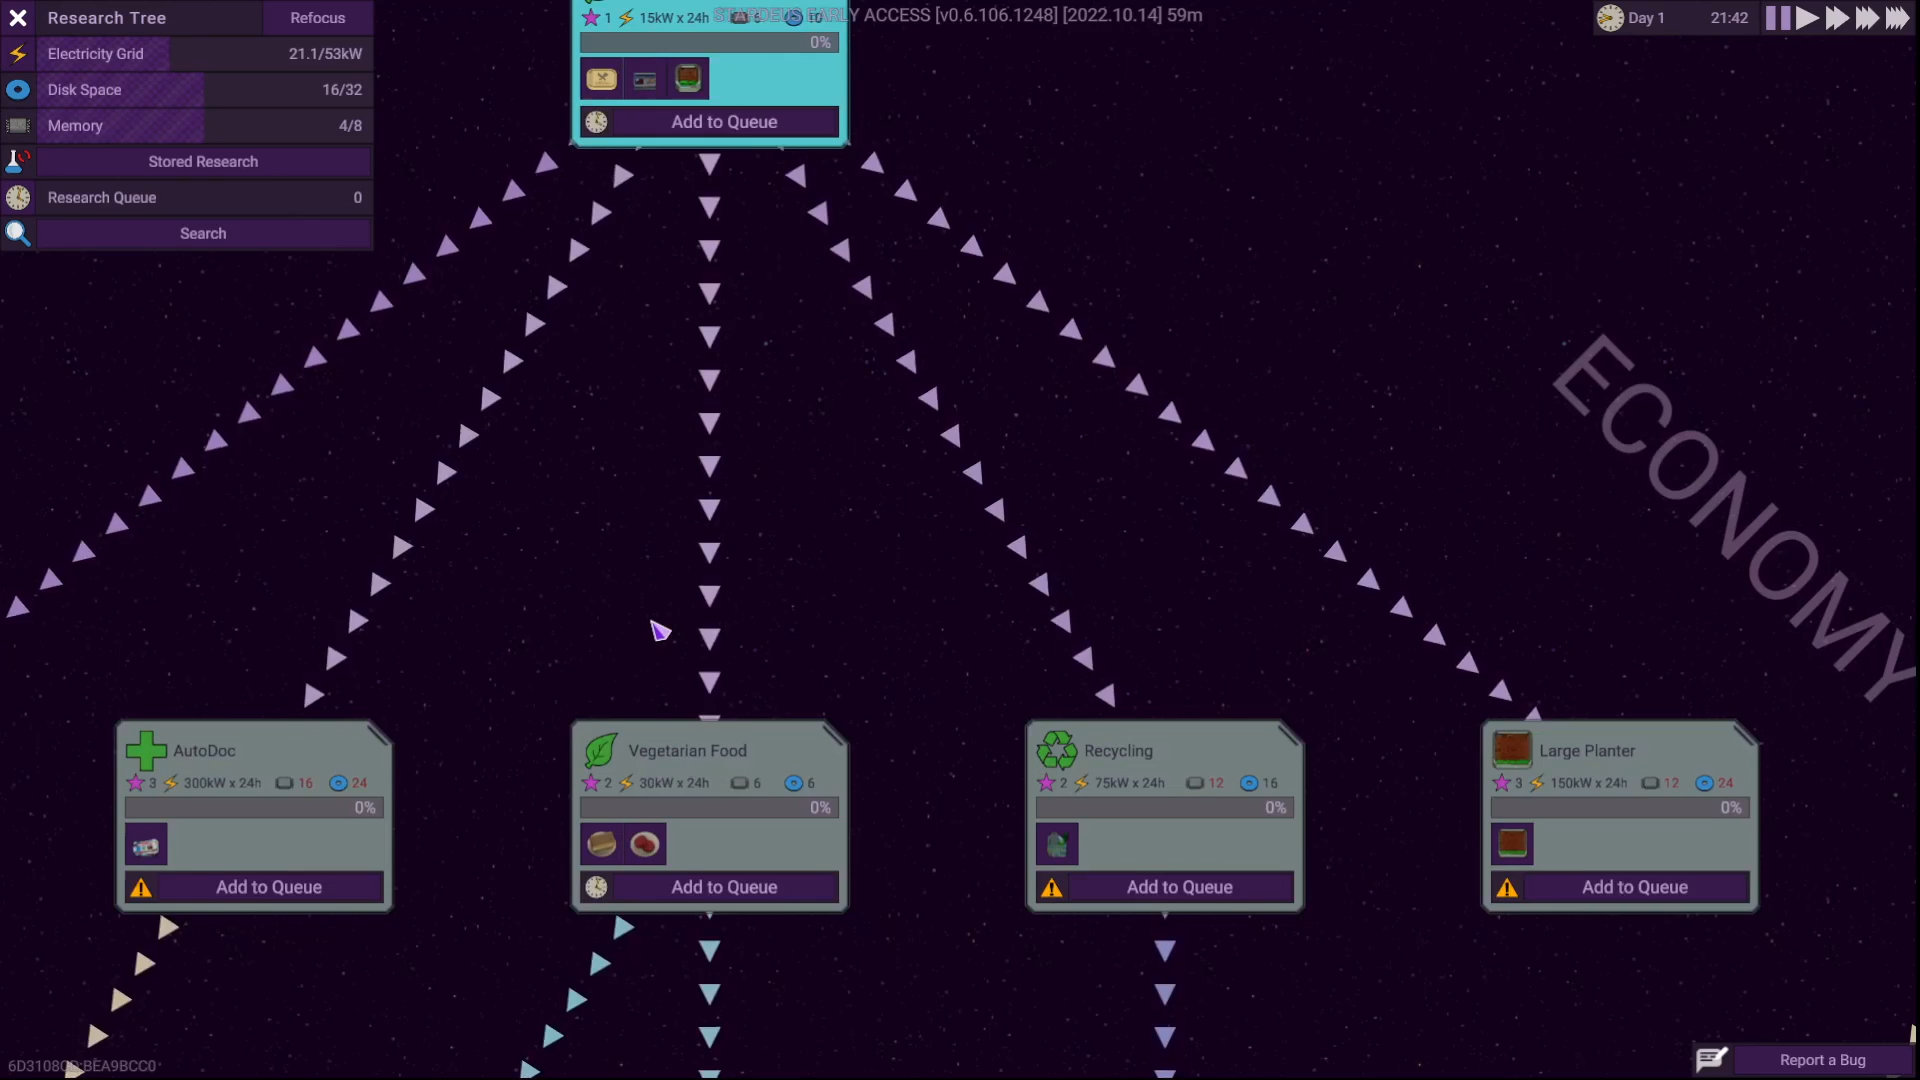 Research Tree
Refocus
Electricity Grid
21.1/53kW
Disk Space
16/32
Memory
4/8
Stored Research
Research Queue
0
Search
1 15kW x 24h 6 10
STARDEUS EARLY ACCESS [v0.6.106.1248] [2022.10.14] 59m
0%
Add to Queue
Day 1
21:42
ECONOMY
AutoDoc
3 300kW x 24h 16 24
0%
Add to Queue
Vegetarian Food
2 30kW x 24h 6 6
0%
Add to Queue
Recycling
2 75kW x 24h 12 16
0%
Add to Queue
Large Planter
3 150kW x 24h 12 24
0%
Add to Queue
Report a Bug